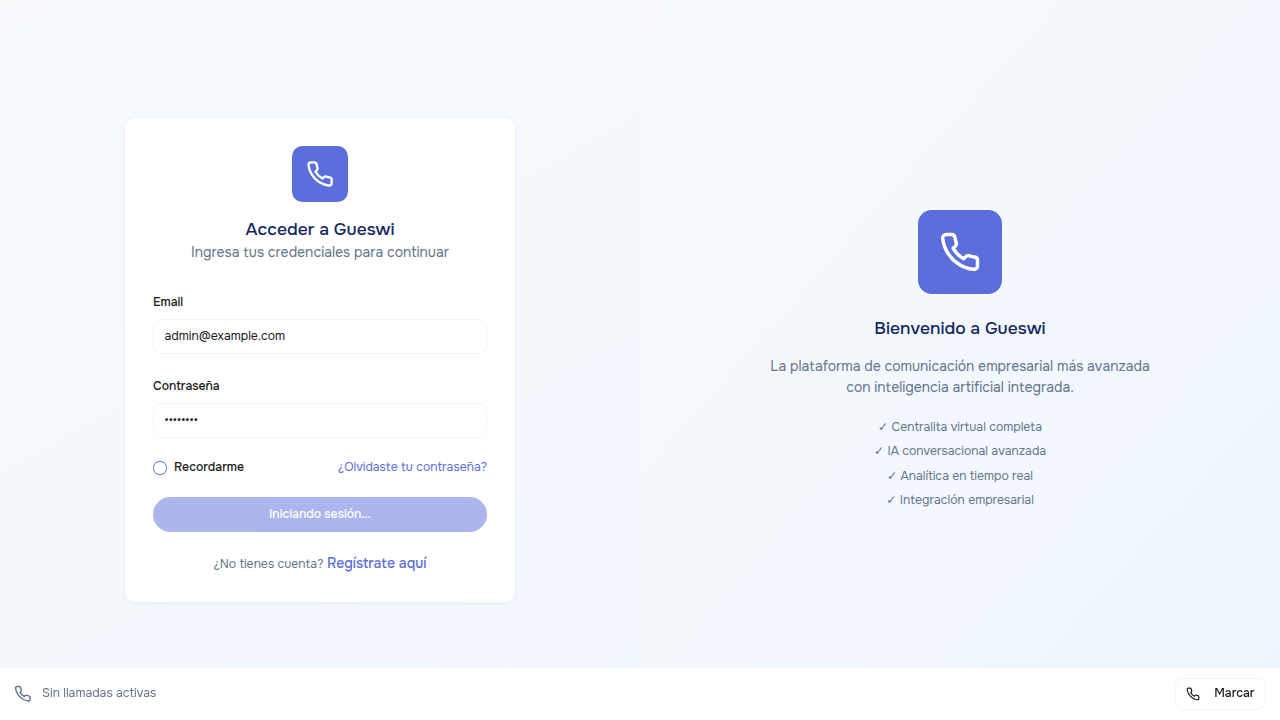 Acceder a Gueswi
Ingresa tus credenciales para continuar
Email
admin@example.com
Contraseña
••••••••
Recordarme
¿Olvidaste tu contraseña?
Iniciando sesión...
¿No tienes cuenta? Regístrate aquí
Bienvenido a Gueswi
La plataforma de comunicación empresarial más avanzada
con inteligencia artificial integrada.
✓ Centralita virtual completa
✓ IA conversacional avanzada
✓ Analítica en tiempo real
✓ Integración empresarial
Sin llamadas activas
Marcar